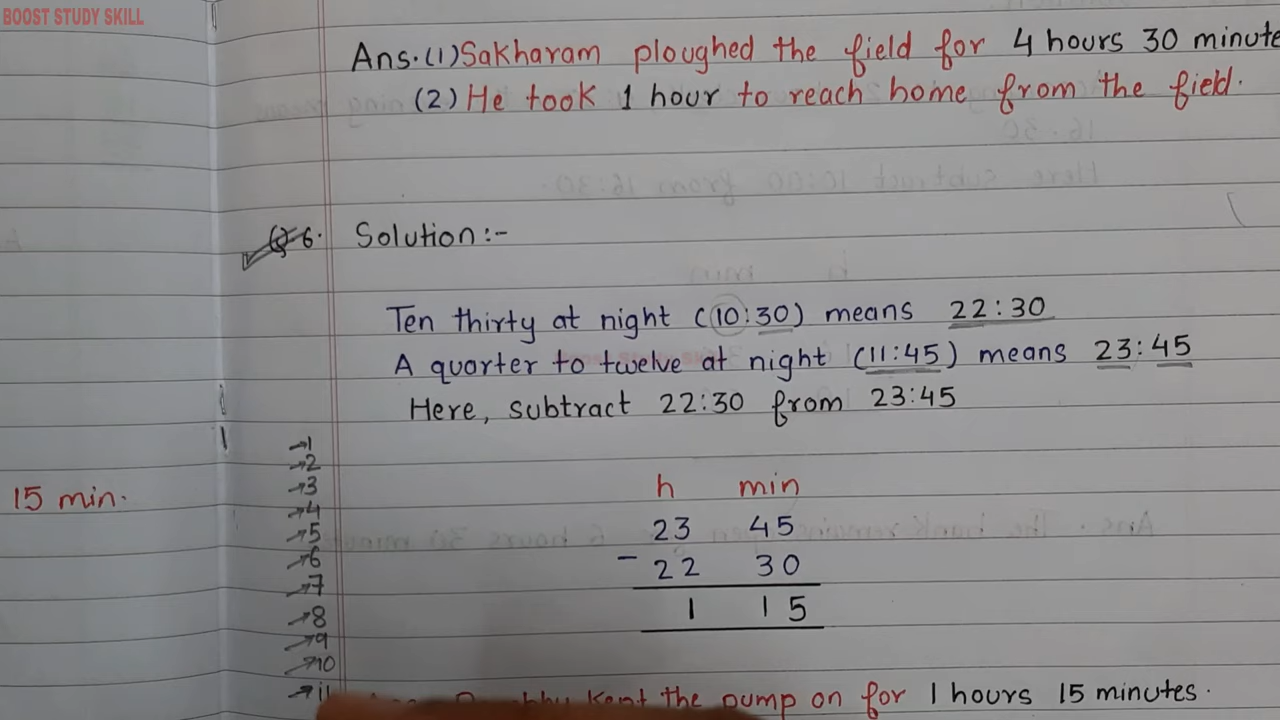 BOOST STUDY SKILL
Ans. (1) Sakharam ploughed the field for 4 hours 30 minute
(2) He took 1 hour to reach home from the field.
Q6. Solution :-
Ten thirty at night (10:30) means 22:30
A quarter to twelve at night (11:45) means 23:45
Here, subtract 22:30 from 23:45
→1
→2
→3
→4
→5
→6
→7
→8
→9
→10
→11
15 min.
h min
23 45
− 22 30
1 15
kept the pump on for 1 hours 15 minutes.